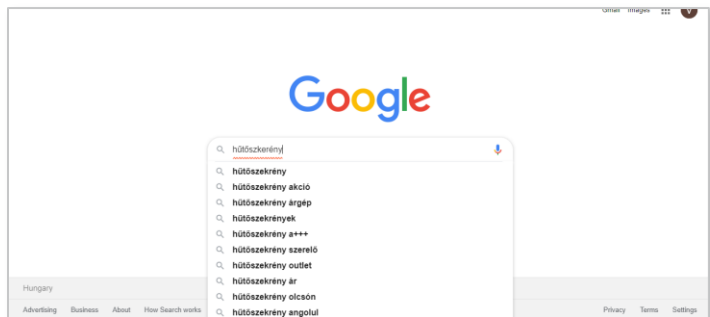 Gmail Images
V
Google
hűtőszkerény
hűtőszekrény
hűtőszekrény akció
hűtőszekrény árgép
hűtőszekrények
hűtőszekrény a+++
hűtőszekrény szerelő
hűtőszekrény outlet
hűtőszekrény ár
hűtőszekrény olcsón
hűtőszekrény angolul
Hungary
Advertising Business About How Search works Privacy Terms Settings